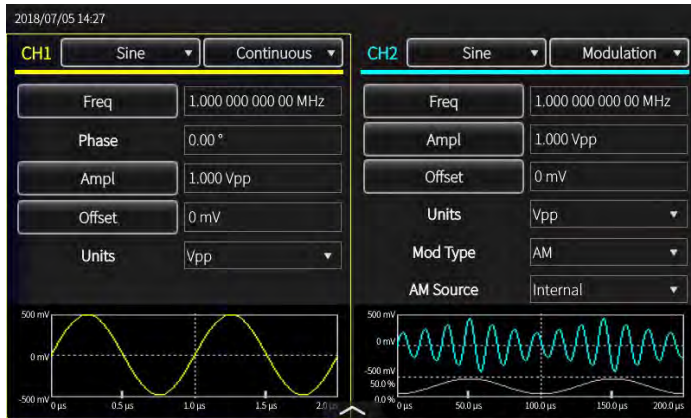 2018/07/05 14:27
CH1 Sine Continuous
Freq 1.000 000 000 00 MHz
Phase 0.00 °
Ampl 1.000 Vpp
Offset 0 mV
Units Vpp
500 mV
0 mV
-500 mV
0 µs 0.5 µs 1.0 µs 1.5 µs 2.0 µs
CH2 Sine Modulation
Freq 1.000 000 000 00 MHz
Ampl 1.000 Vpp
Offset 0 mV
Units Vpp
Mod Type AM
AM Source Internal
500 mV
0 mV
-500 mV
50.0 %
0.0 %
0 µs 50.0 µs 100.0 µs 150.0 µs 200.0 µs